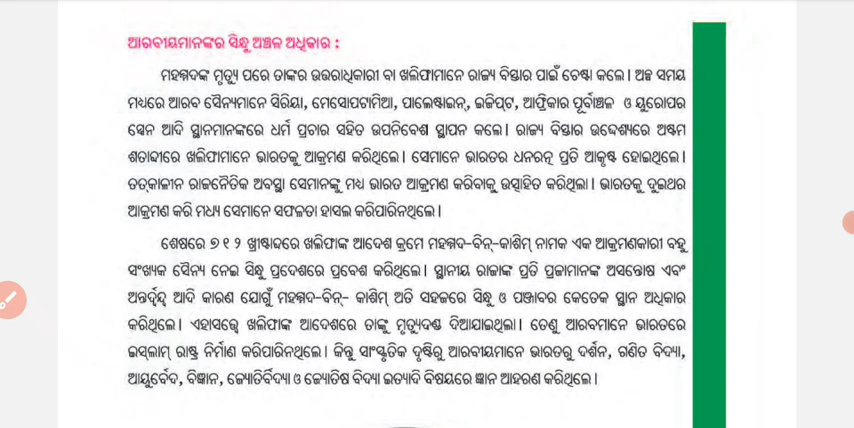 ଆରବୀୟମାନଙ୍କର ସିନ୍ଧୁ ଅଞ୍ଚଳ ଅଧିକାର :
ମହମ୍ମଦଙ୍କ ମୃତ୍ୟୁ ପରେ ତାଙ୍କର ଉତ୍ତରାଧିକାରୀ ବା ଖଲିଫାମାନେ ରାଜ୍ୟ ବିସ୍ତାର ପାଇଁ ଚେଷ୍ଟା କଲେ। ଅଳ୍ପ ସମୟ
ମଧ୍ୟରେ ଆରବ ସୈନ୍ୟମାନେ ସିରିୟା, ମେସୋପଟାମିଆ, ପାଲେଷ୍ଟାଇନ୍, ଇଜିପ୍ଟ, ଆଫ୍ରିକାର ପୂର୍ବାଞ୍ଚଳ ଓ ୟୁରୋପର
ସ୍ପେନ ଆଦି ସ୍ଥାନମାନଙ୍କରେ ଧର୍ମ ପ୍ରଚାର ସହିତ ଉପନିବେଶ ସ୍ଥାପନ କଲେ। ରାଜ୍ୟ ବିସ୍ତାର ଉଦ୍ଦେଶ୍ୟରେ ଅଷ୍ଟମ
ଶତାବ୍ଦୀରେ ଖଲିଫାମାନେ ଭାରତକୁ ଆକ୍ରମଣ କରିଥିଲେ। ସେମାନେ ଭାରତର ଧନରତ୍ନ ପ୍ରତି ଆକୃଷ୍ଟ ହୋଇଥିଲେ।
ତତ୍କାଳୀନ ରାଜନୈତିକ ଅବସ୍ଥା ସେମାନଙ୍କୁ ମଧ୍ୟ ଭାରତ ଆକ୍ରମଣ କରିବାକୁ ଉତ୍ସାହିତ କରିଥିଲା। ଭାରତକୁ ଦୁଇଥର
ଆକ୍ରମଣ କରି ମଧ୍ୟ ସେମାନେ ସଫଳତା ହାସଲ କରିପାରିନଥିଲେ।
ଶେଷରେ ୭୧୨ ଖ୍ରୀଷ୍ଟାବ୍ଦରେ ଖଲିଫାଙ୍କ ଆଦେଶ କ୍ରମେ ମହମ୍ମଦ-ବିନ୍-କାଶିମ୍ ନାମକ ଏକ ଆକ୍ରମଣକାରୀ ବହୁ
ସଂଖ୍ୟକ ସୈନ୍ୟ ନେଇ ସିନ୍ଧୁ ପ୍ରଦେଶରେ ପ୍ରବେଶ କରିଥିଲେ। ସ୍ଥାନୀୟ ରାଜାଙ୍କ ପ୍ରତି ପ୍ରଜାମାନଙ୍କ ଅସନ୍ତୋଷ ଏବଂ
ଅନ୍ତର୍ଦ୍ୱନ୍ଦ୍ୱ ଆଦି କାରଣ ଯୋଗୁଁ ମହମ୍ମଦ-ବିନ୍- କାଶିମ୍ ଅତି ସହଜରେ ସିନ୍ଧୁ ଓ ପଞ୍ଜାବର କେତେକ ସ୍ଥାନ ଅଧିକାର
କରିଥିଲେ। ଏହାସତ୍ତ୍ୱେ ଖଲିଫାଙ୍କ ଆଦେଶରେ ତାଙ୍କୁ ମୃତ୍ୟୁଦଣ୍ଡ ଦିଆଯାଇଥିଲା। ତେଣୁ ଆରବମାନେ ଭାରତରେ
ଇସ୍‌ଲାମ୍ ରାଷ୍ଟ୍ର ନିର୍ମାଣ କରିପାରିନଥିଲେ। କିନ୍ତୁ ସାଂସ୍କୃତିକ ଦୃଷ୍ଟିରୁ ଆରବୀୟମାନେ ଭାରତରୁ ଦର୍ଶନ, ଗଣିତ ବିଦ୍ୟା,
ଆୟୁର୍ବେଦ, ବିଜ୍ଞାନ, ଜ୍ୟୋତିର୍ବିଦ୍ୟା ଓ ଜ୍ୟୋତିଷ ବିଦ୍ୟା ଇତ୍ୟାଦି ବିଷୟରେ ଜ୍ଞାନ ଆହରଣ କରିଥିଲେ।